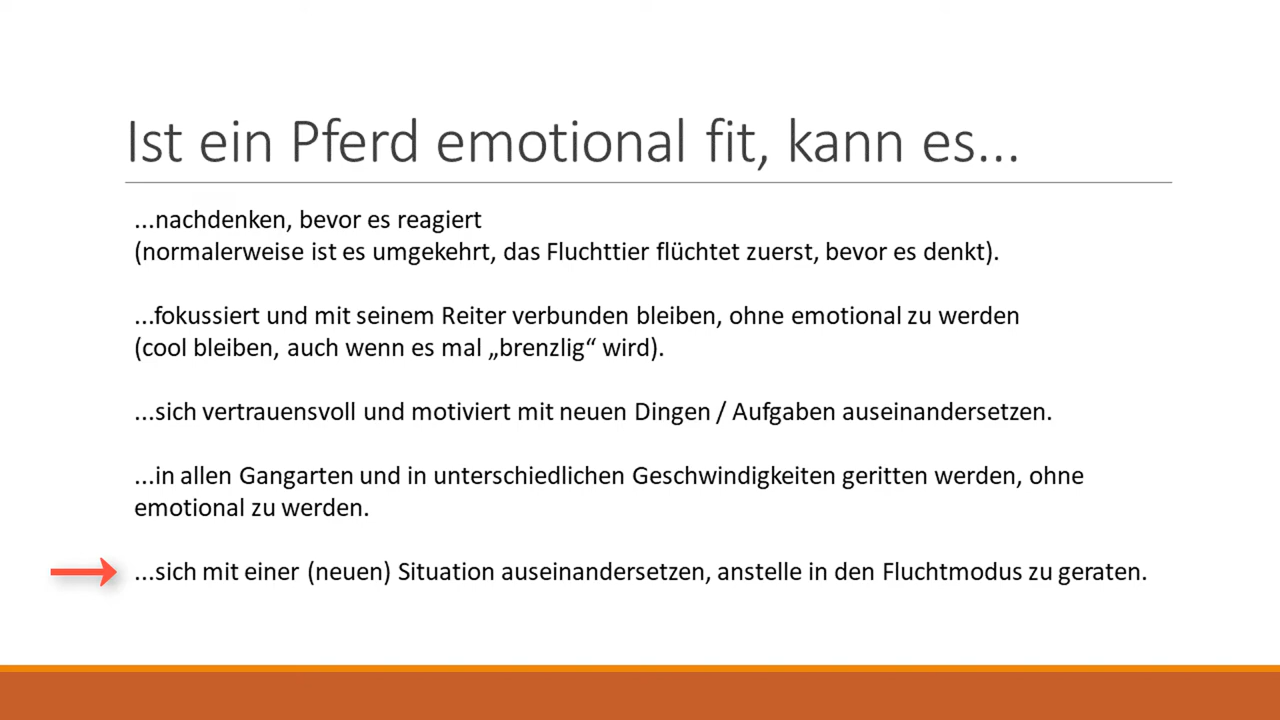 Ist ein Pferd emotional fit, kann es...
...nachdenken, bevor es reagiert
(normalerweise ist es umgekehrt, das Fluchttier flüchtet zuerst, bevor es denkt).
...fokussiert und mit seinem Reiter verbunden bleiben, ohne emotional zu werden
(cool bleiben, auch wenn es mal „brenzlig“ wird).
...sich vertrauensvoll und motiviert mit neuen Dingen / Aufgaben auseinandersetzen.
...in allen Gangarten und in unterschiedlichen Geschwindigkeiten geritten werden, ohne
emotional zu werden.
...sich mit einer (neuen) Situation auseinandersetzen, anstelle in den Fluchtmodus zu geraten.